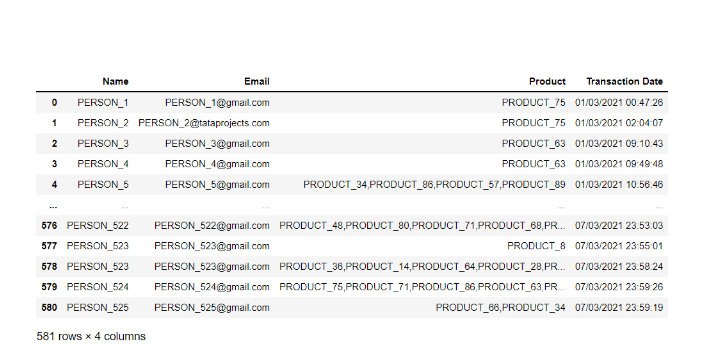 Name Email Product Transaction Date
0 PERSON_1 PERSON_1@gmail.com PRODUCT_75 01/03/2021 00:47:26
1 PERSON_2 PERSON_2@tataprojects.com PRODUCT_75 01/03/2021 02:04:07
2 PERSON_3 PERSON_3@gmail.com PRODUCT_63 01/03/2021 09:10:43
3 PERSON_4 PERSON_4@gmail.com PRODUCT_63 01/03/2021 09:49:48
4 PERSON_5 PERSON_5@gmail.com PRODUCT_34,PRODUCT_86,PRODUCT_57,PRODUCT_89 01/03/2021 10:56:46
... ... ... ... ...
576 PERSON_522 PERSON_522@gmail.com PRODUCT_48,PRODUCT_80,PRODUCT_71,PRODUCT_68,PR... 07/03/2021 23:53:03
577 PERSON_523 PERSON_523@gmail.com PRODUCT_8 07/03/2021 23:55:01
578 PERSON_523 PERSON_523@gmail.com PRODUCT_36,PRODUCT_14,PRODUCT_64,PRODUCT_28,PR... 07/03/2021 23:58:24
579 PERSON_524 PERSON_524@gmail.com PRODUCT_75,PRODUCT_71,PRODUCT_86,PRODUCT_63,PR... 07/03/2021 23:59:26
580 PERSON_525 PERSON_525@gmail.com PRODUCT_66,PRODUCT_34 07/03/2021 23:59:19
581 rows × 4 columns